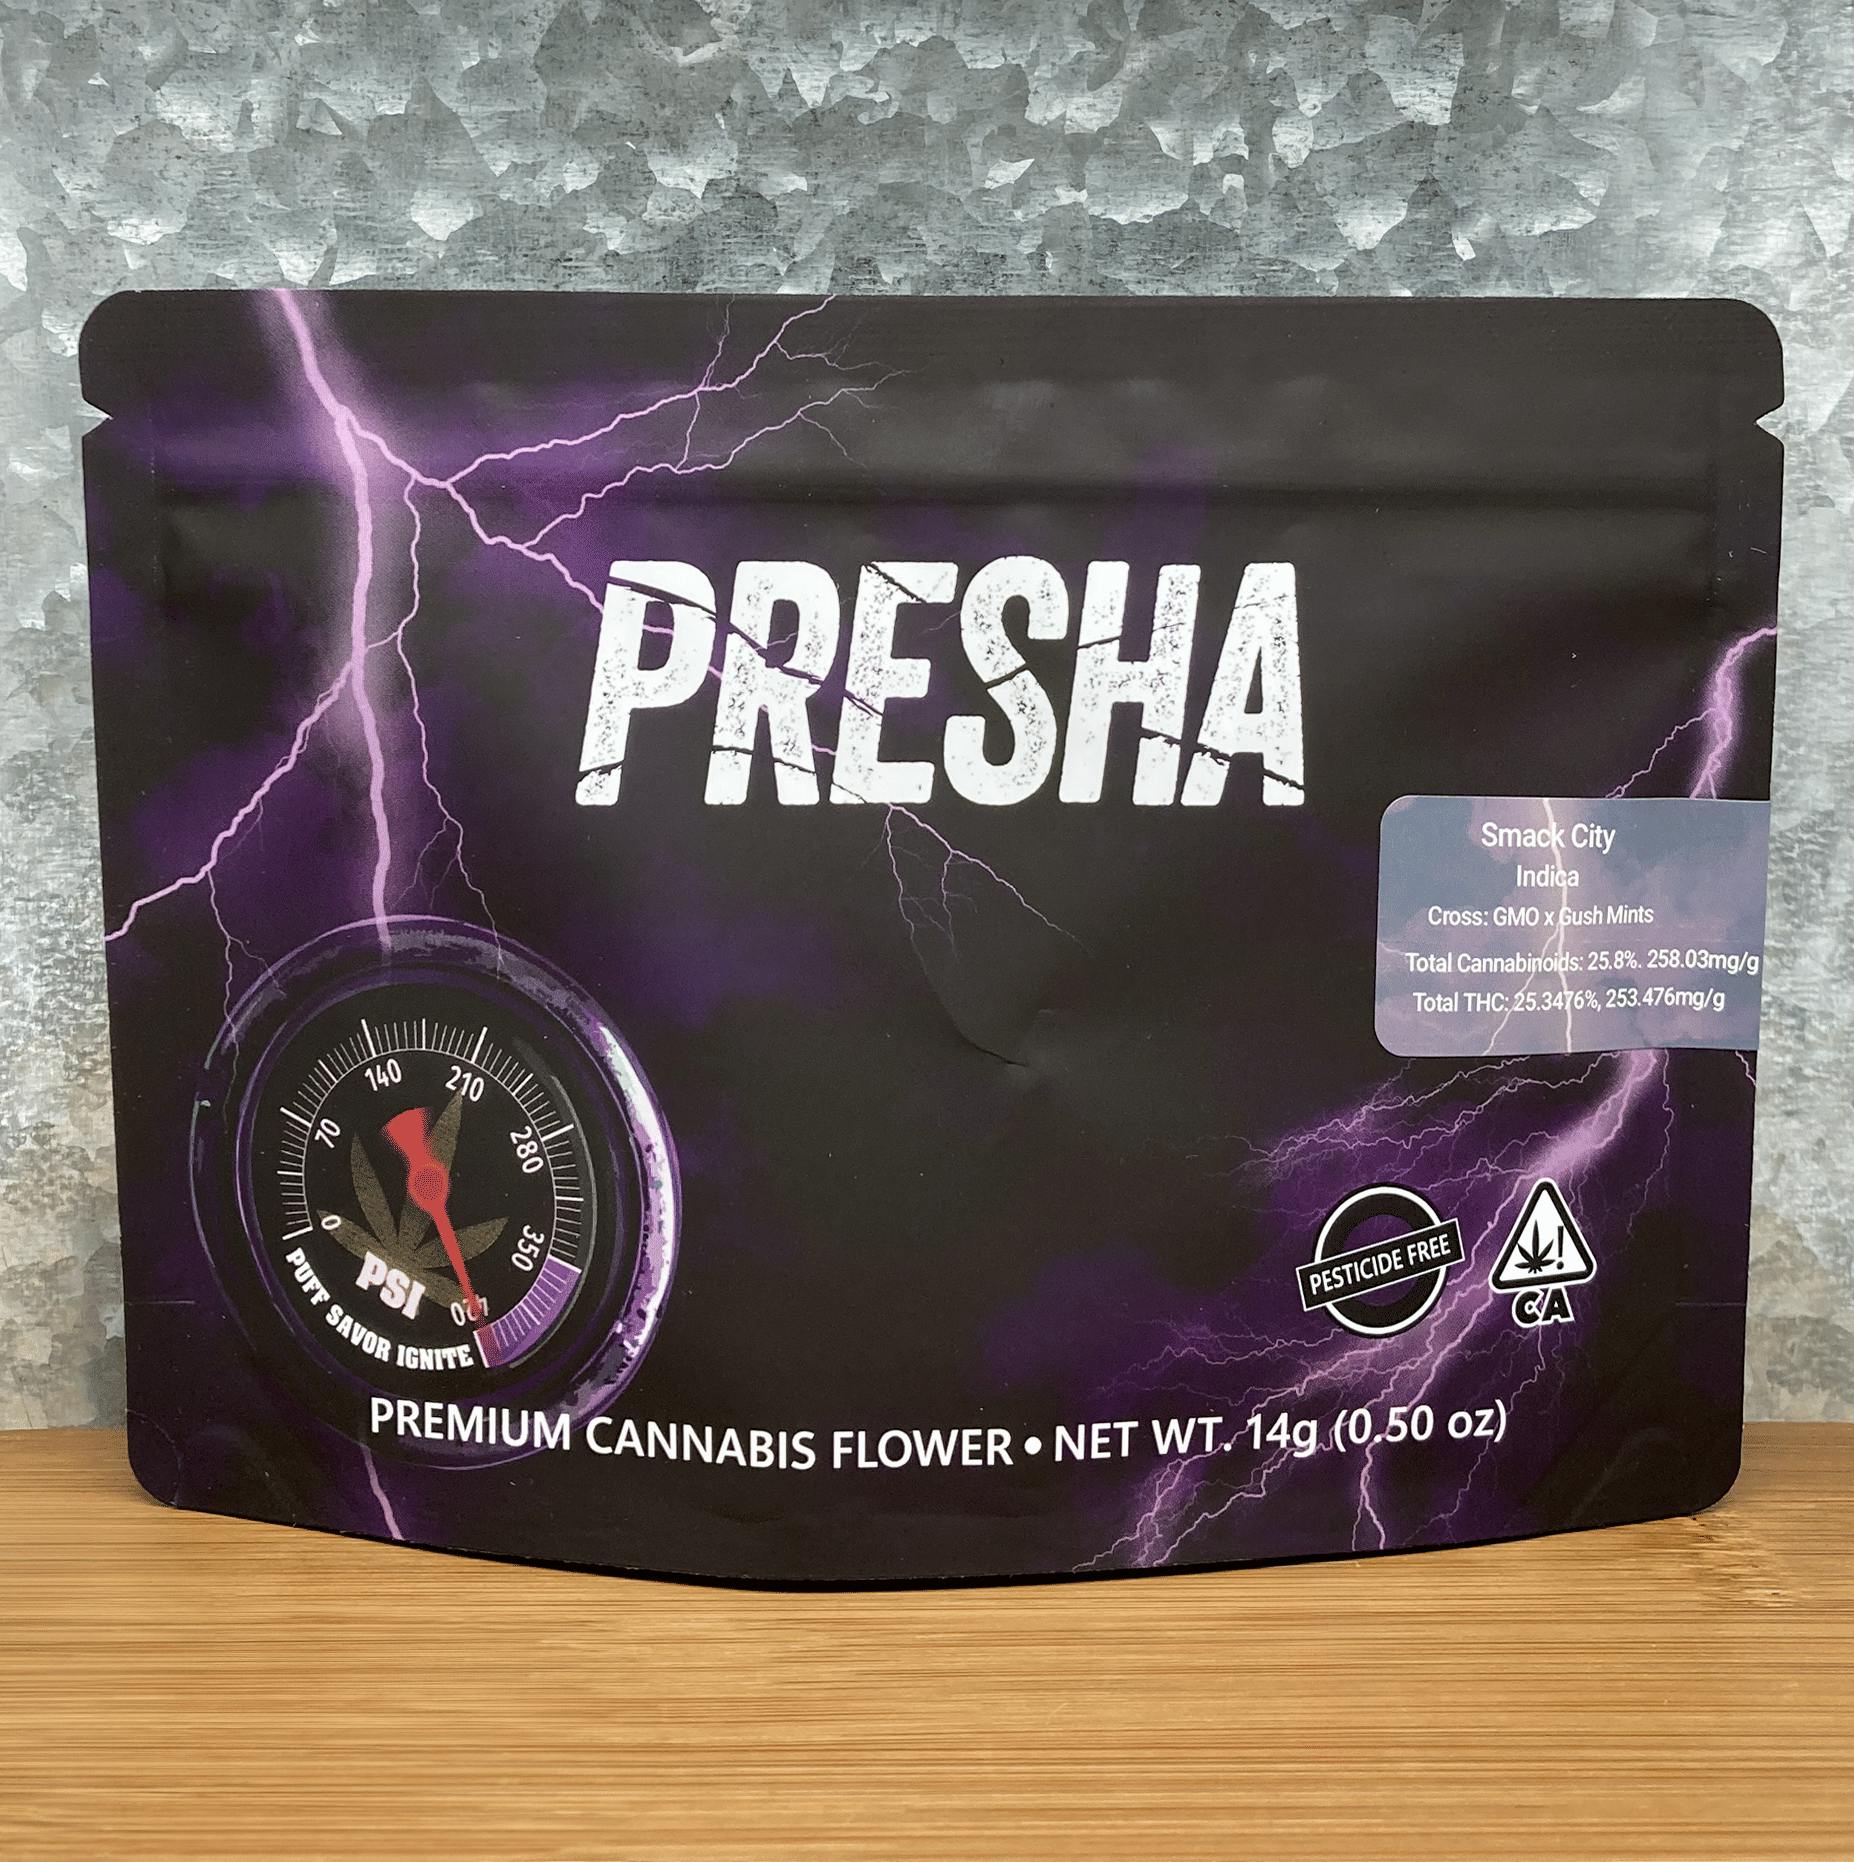 PRESHA
Smack City
Indica
Cross: GMO x Gush Mints
Total Cannabinoids: 25.8%. 258.03mg/g
Total THC: 25.3476%, 253.476mg/g
0
70
140
210
280
350
420
PSI
PUFF SAVOR IGNITE
PESTICIDE FREE
!
CA
PREMIUM CANNABIS FLOWER • NET WT. 14g (0.50 oz)